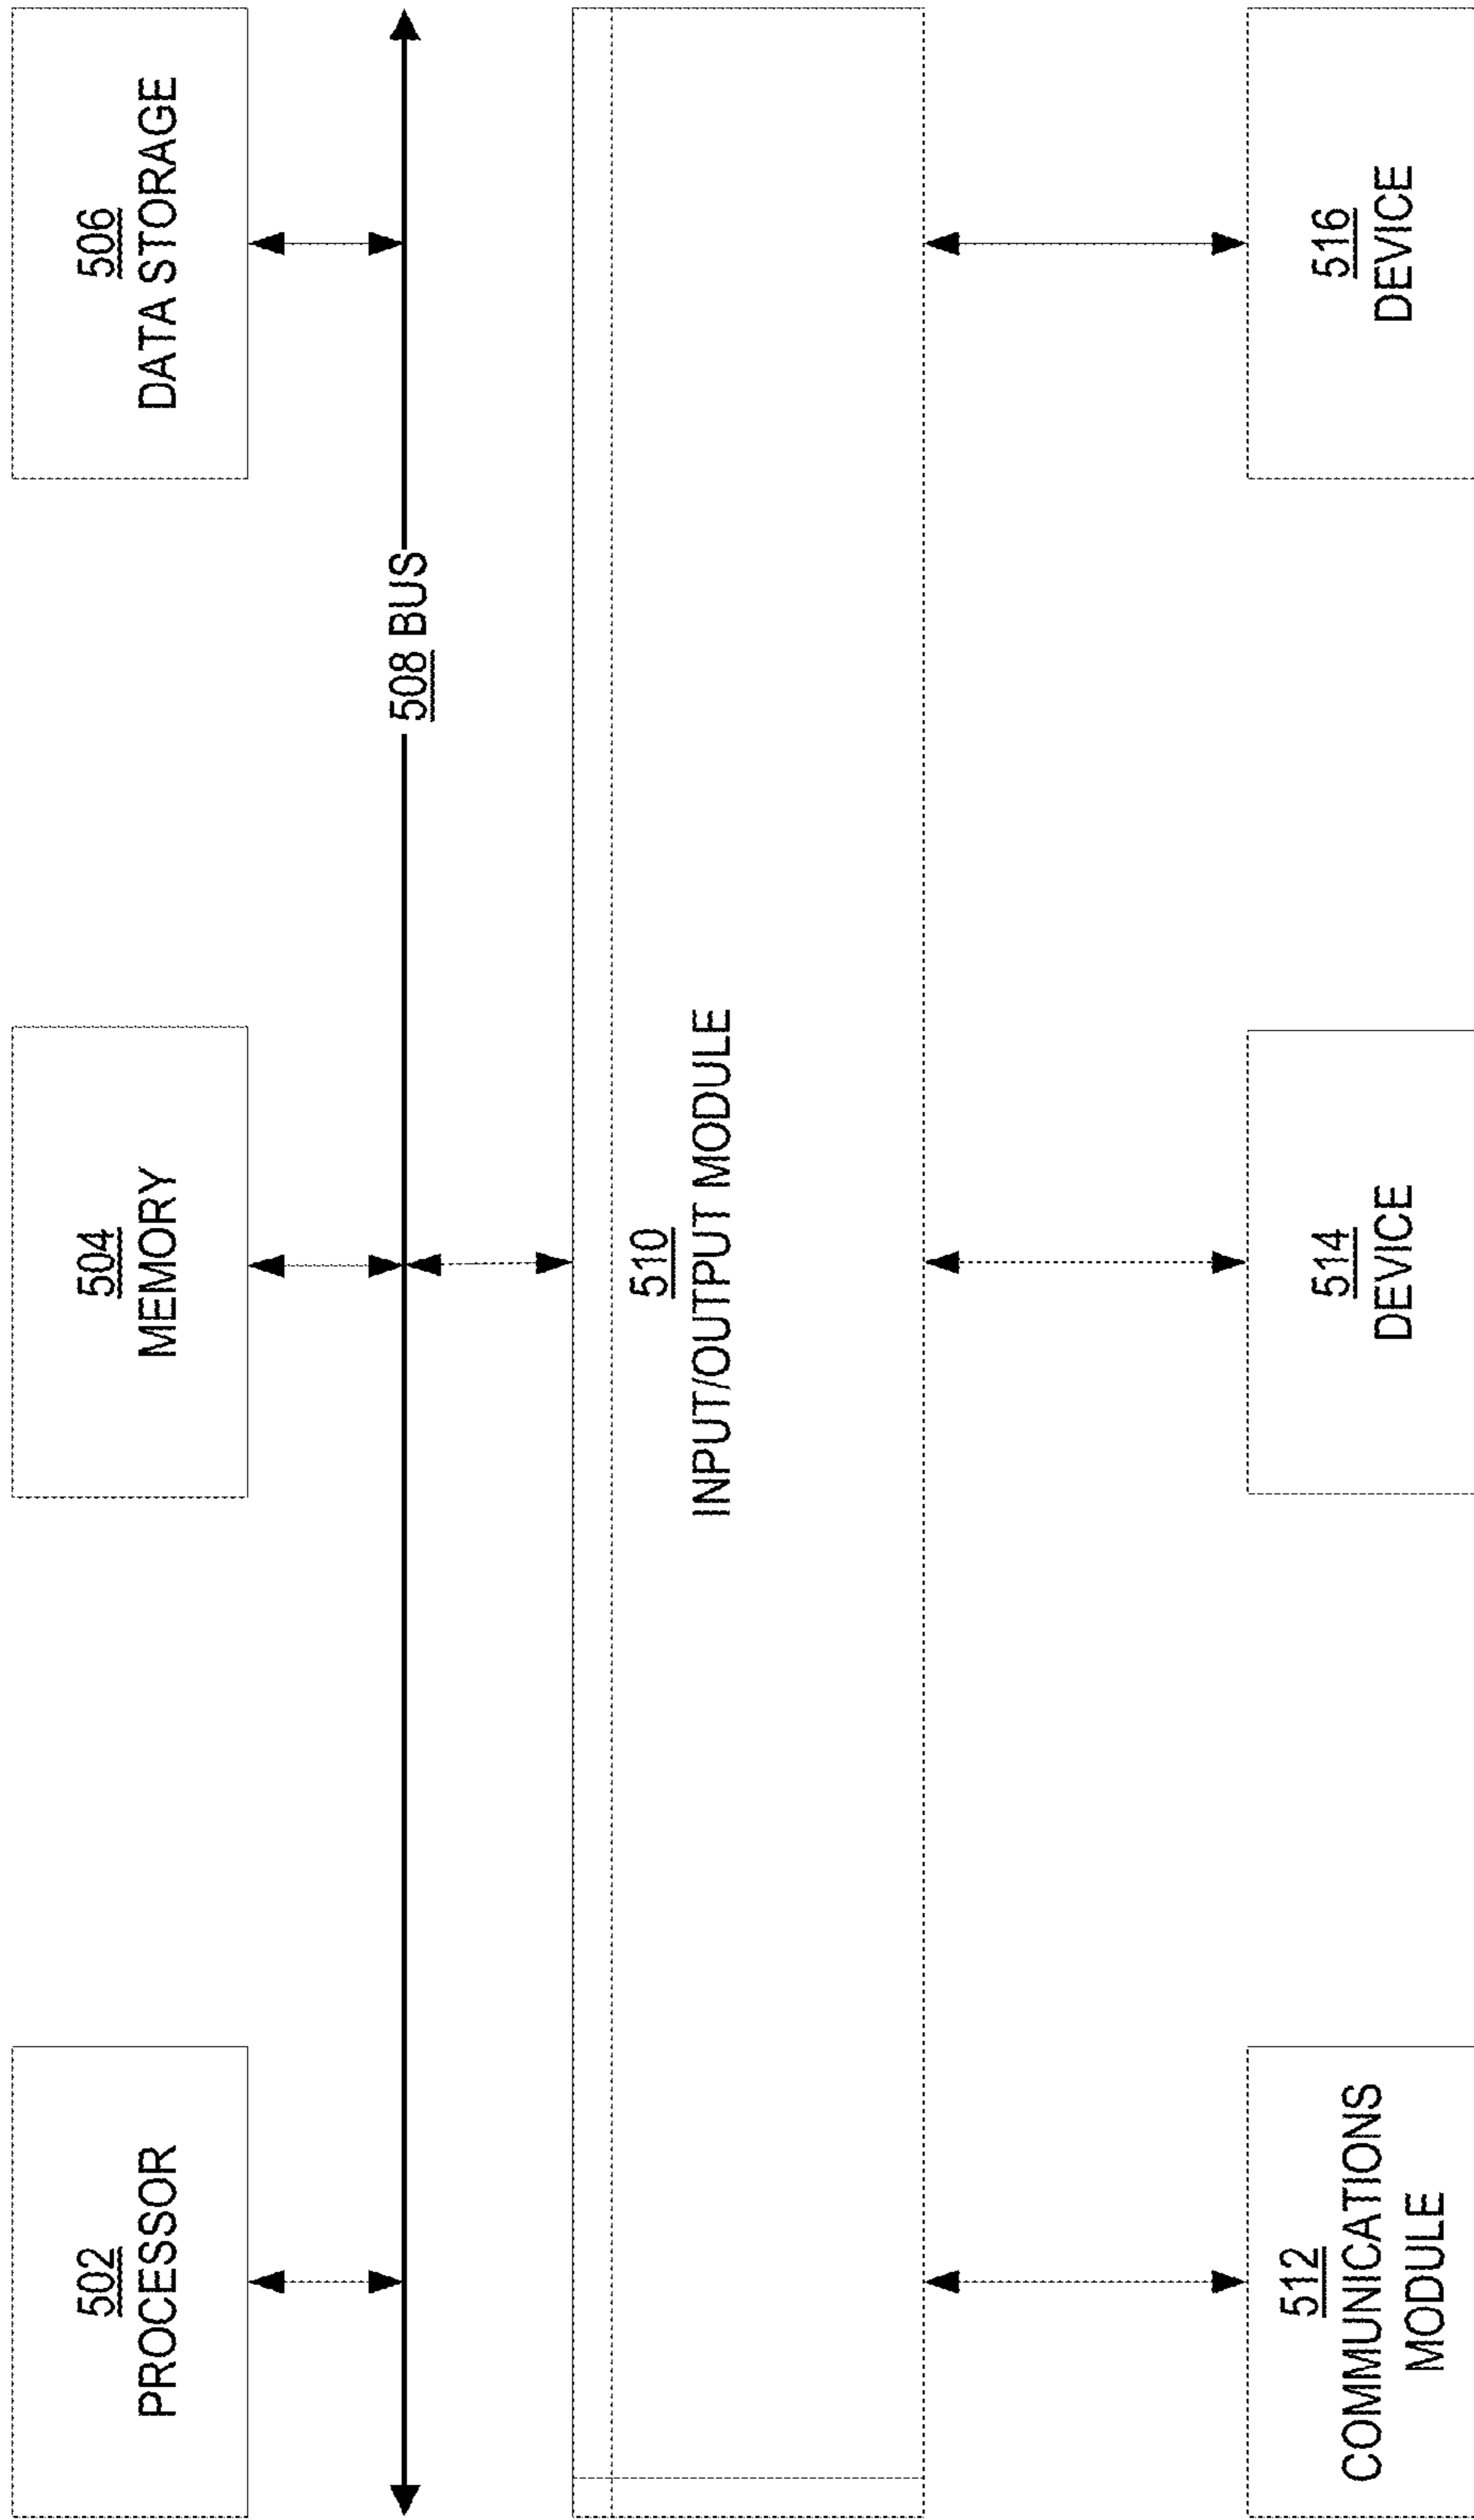 502
PROCESSOR
504
MEMORY
506
DATA STORAGE
508 BUS
510
INPUT/OUTPUT MODULE
512
COMMUNICATIONS
MODULE
514
DEVICE
516
DEVICE